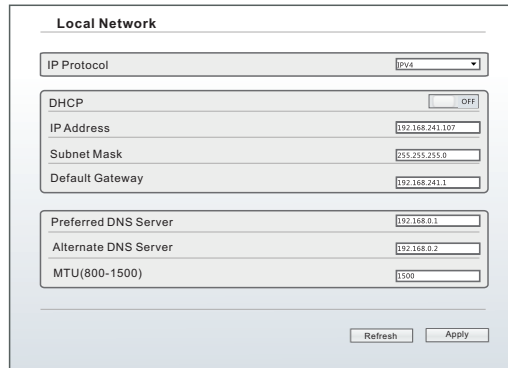 Local Network
IP Protocol IPV4
DHCP OFF
IP Address 192.168.241.107
Subnet Mask 255.255.255.0
Default Gateway 192.168.241.1
Preferred DNS Server 192.168.0.1
Alternate DNS Server 192.168.0.2
MTU(800-1500) 1500
Refresh Apply